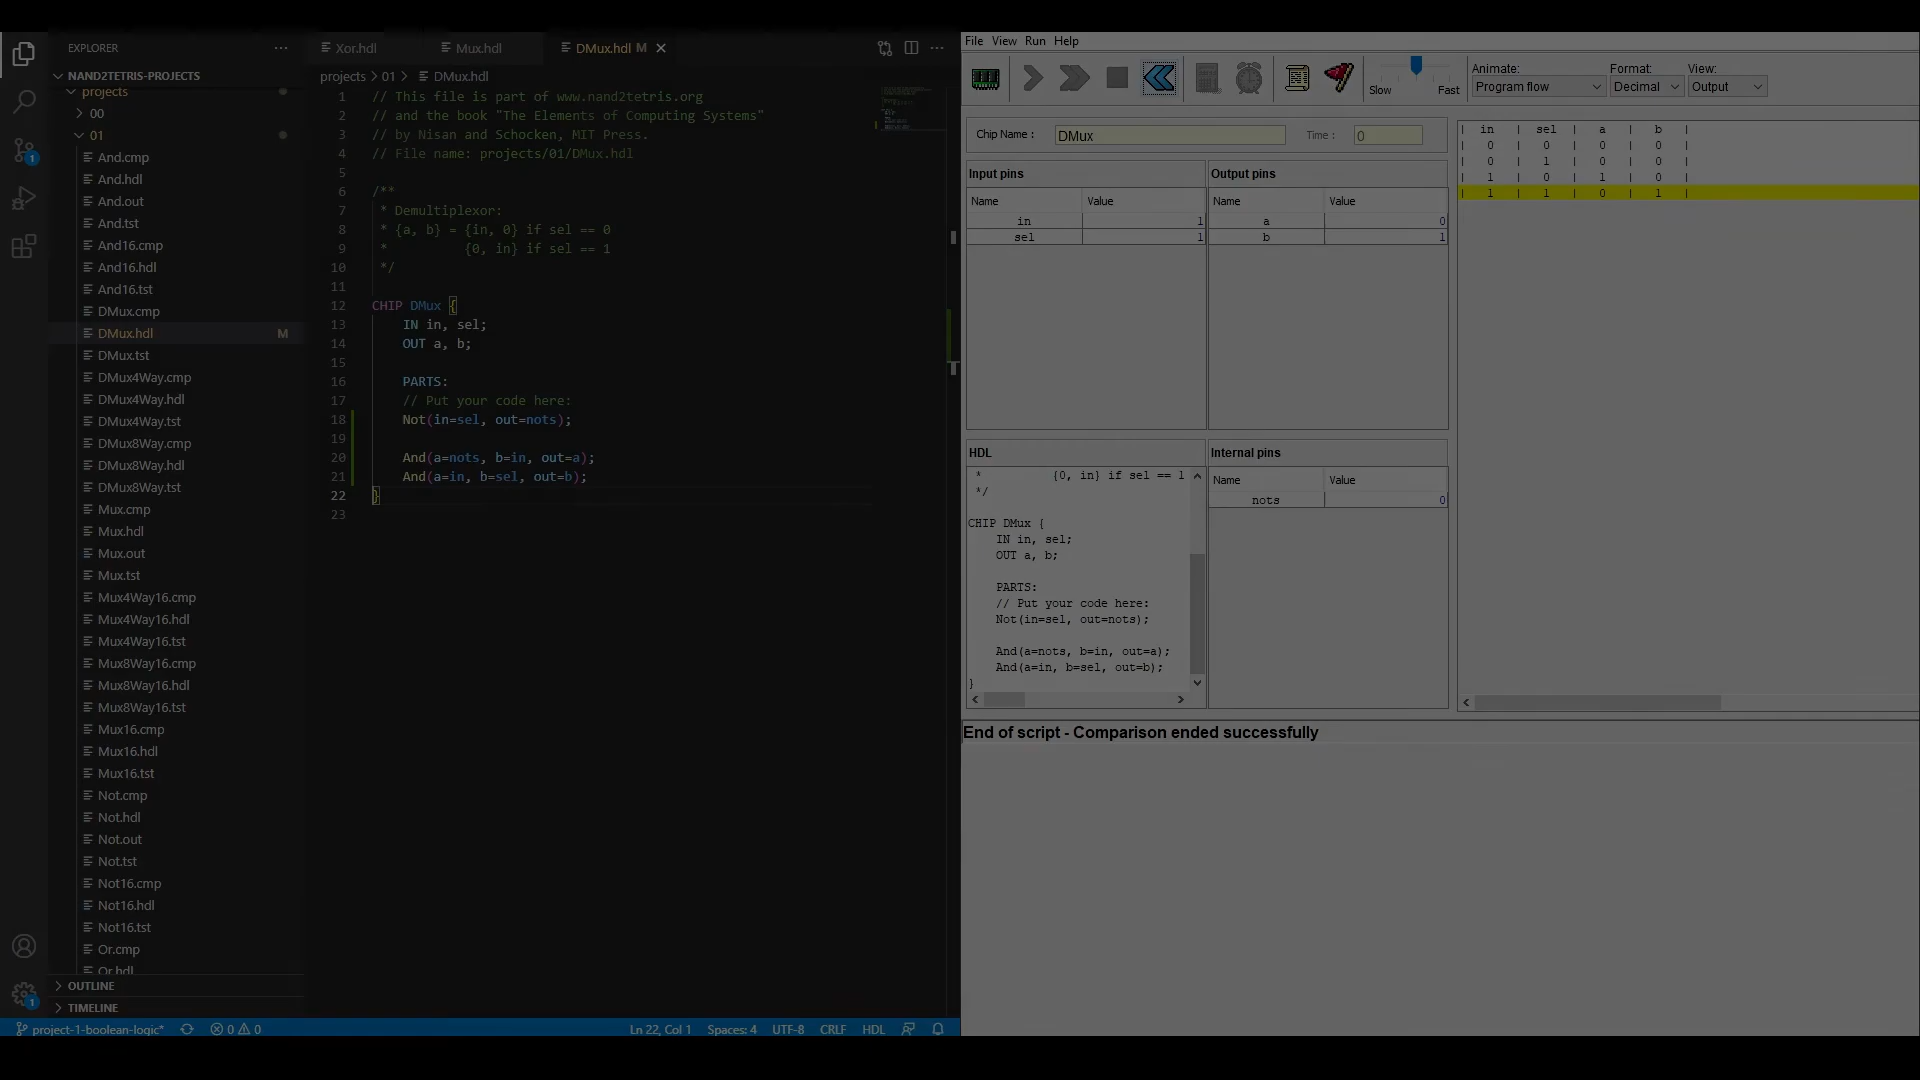 EXPLORER
NAND2TETRIS-PROJECTS
projects
00
01
And.cmp
And.hdl
And.out
And.tst
And16.cmp
And16.hdl
And16.tst
DMux.cmp
DMux.hdl M
DMux.tst
DMux4Way.cmp
DMux4Way.hdl
DMux4Way.tst
DMux8Way.cmp
DMux8Way.hdl
DMux8Way.tst
Mux.cmp
Mux.hdl
Mux.out
Mux.tst
Mux4Way16.cmp
Mux4Way16.hdl
Mux4Way16.tst
Mux8Way16.cmp
Mux8Way16.hdl
Mux8Way16.tst
Mux16.cmp
Mux16.hdl
Mux16.tst
Not.cmp
Not.hdl
Not.out
Not.tst
Not16.cmp
Not16.hdl
Not16.tst
Or.cmp
Or.hdl
OUTLINE
TIMELINE
1
1
Xor.hdl Mux.hdl DMux.hdl M
projects > 01 > DMux.hdl
1 // This file is part of www.nand2tetris.org
2 // and the book "The Elements of Computing Systems"
3 // by Nisan and Schocken, MIT Press.
4 // File name: projects/01/DMux.hdl
5
6 /**
7 * Demultiplexor:
8 * {a, b} = {in, 0} if sel == 0
9 * {0, in} if sel == 1
10 */
11
12 CHIP DMux {
13 IN in, sel;
14 OUT a, b;
15
16 PARTS:
17 // Put your code here:
18 Not(in=sel, out=nots);
19
20 And(a=nots, b=in, out=a);
21 And(a=in, b=sel, out=b);
22 }
23
project-1-boolean-logic* 0 0 Ln 22, Col 1 Spaces: 4 UTF-8 CRLF HDL
File View Run Help
Slow Fast
Animate: Format: View:
Program flow Decimal Output
Chip Name : DMux Time : 0
Input pins
Name Value
in 1
sel 1
Output pins
Name Value
a 0
b 1
HDL
* {0, in} if sel == 1
*/
CHIP DMux {
IN in, sel;
OUT a, b;
PARTS:
// Put your code here:
Not(in=sel, out=nots);
And(a=nots, b=in, out=a);
And(a=in, b=sel, out=b);
}
Internal pins
Name Value
nots 0
| in | sel | a | b |
| 0 | 0 | 0 | 0 |
| 0 | 1 | 0 | 0 |
| 1 | 0 | 1 | 0 |
| 1 | 1 | 0 | 1 |
End of script - Comparison ended successfully